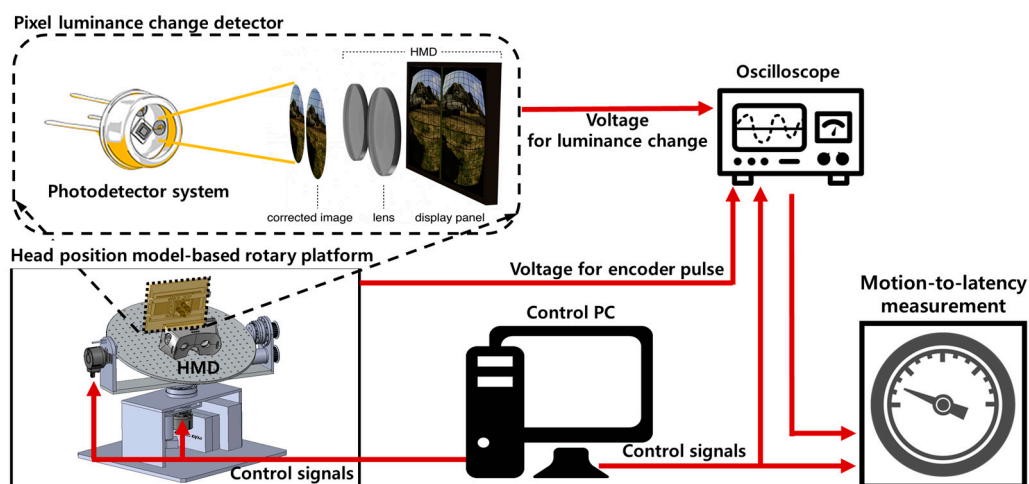 Pixel luminance change detector
HMD
Oscilloscope
Voltage
for luminance change
Photodetector system
corrected image
lens
display panel
Head position model-based rotary platform
Voltage for encoder pulse
Motion-to-latency
measurement
Control PC
HMD
Control signals
Control signals